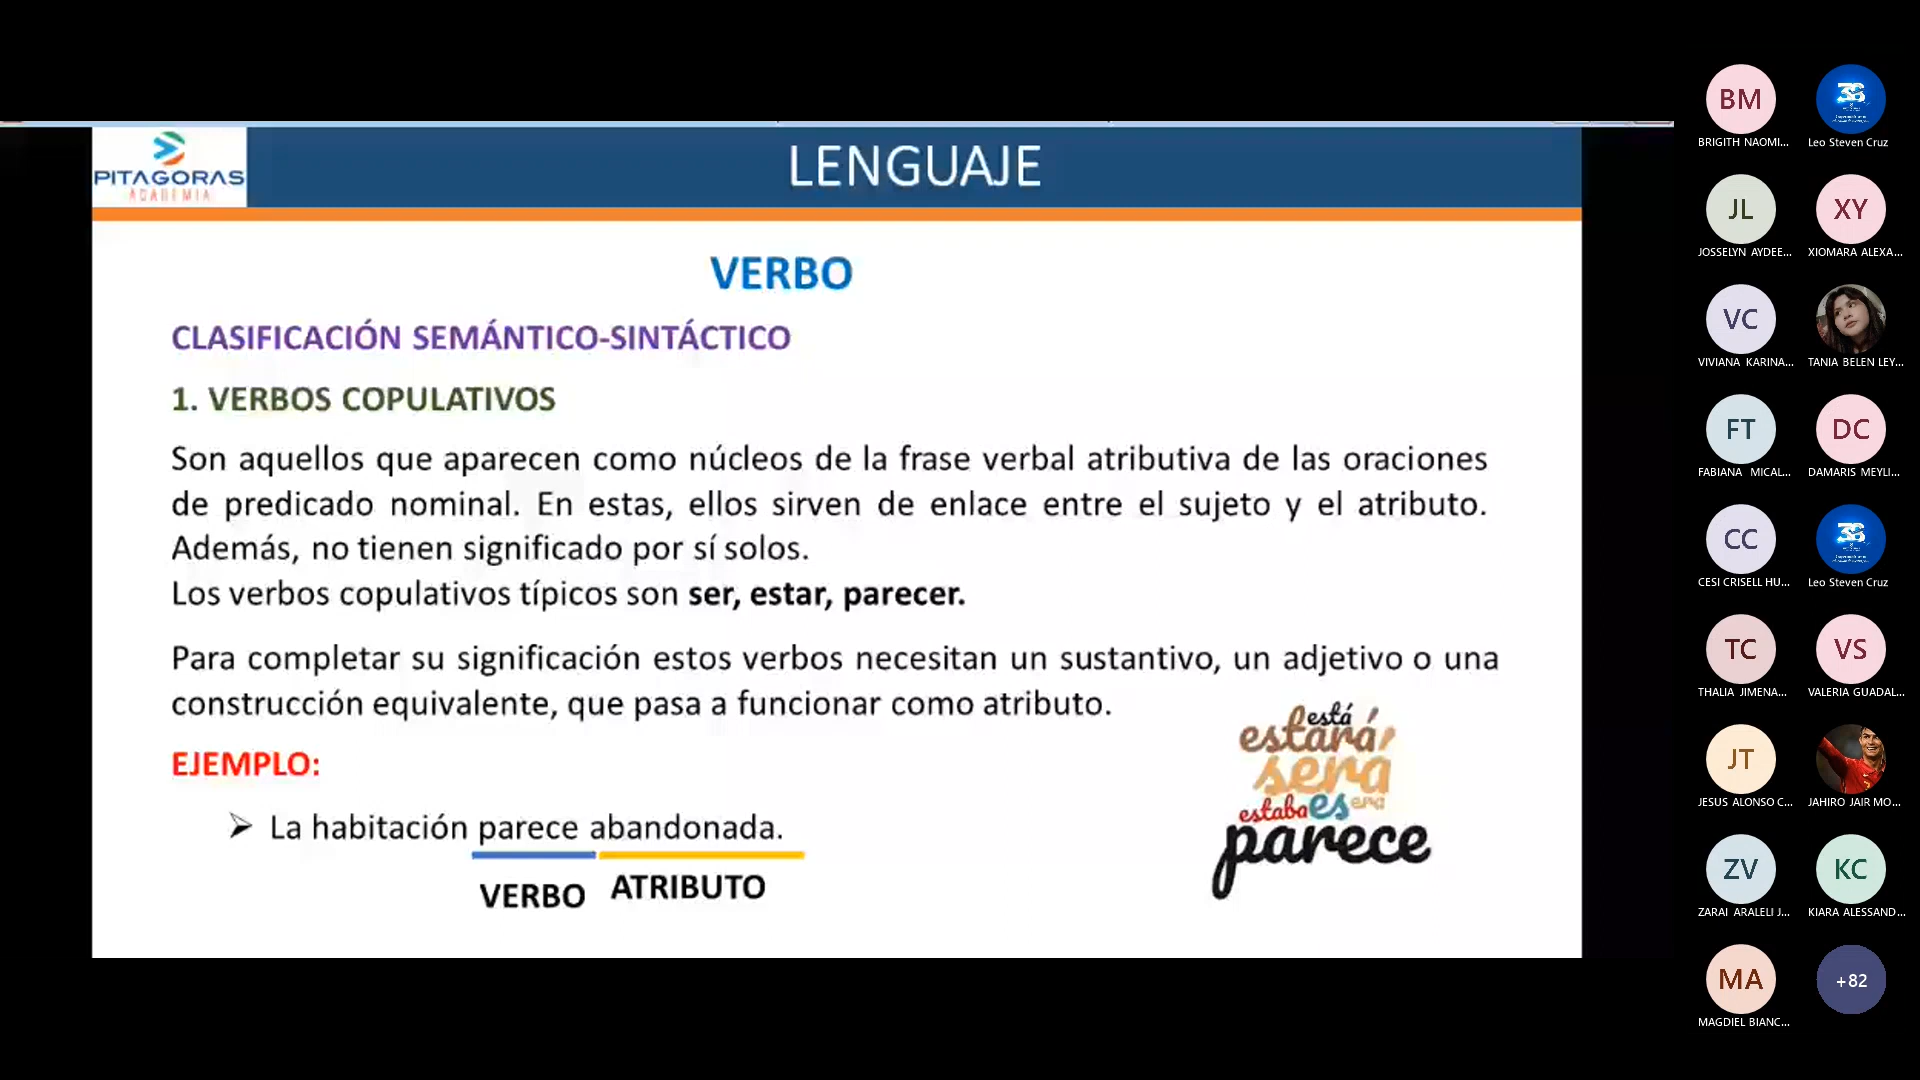 PITAGORAS
ACADEMIA
LENGUAJE
VERBO
CLASIFICACIÓN SEMÁNTICO-SINTÁCTICO
1. VERBOS COPULATIVOS
Son aquellos que aparecen como núcleos de la frase verbal atributiva de las oraciones
de predicado nominal. En estas, ellos sirven de enlace entre el sujeto y el atributo.
Además, no tienen significado por sí solos.
Los verbos copulativos típicos son ser, estar, parecer.
Para completar su significación estos verbos necesitan un sustantivo, un adjetivo o una
construcción equivalente, que pasa a funcionar como atributo.
EJEMPLO:
➢ La habitación parece abandonada.
VERBO ATRIBUTO
está
estará
será
estaba es era
parece
BM
38
BRIGITH NAOMI...
Leo Steven Cruz
JL
XY
JOSSELYN AYDEE...
XIOMARA ALEXA...
VC
VIVIANA KARINA...
TANIA BELEN LEY...
FT
DC
FABIANA MICAL...
DAMARIS MEYLI...
CC
38
CESI CRISELL HU...
Leo Steven Cruz
TC
VS
THALIA JIMENA...
VALERIA GUADAL...
JT
JESUS ALONSO C...
JAHIRO JAIR MO...
ZV
KC
ZARAI ARALELI J...
KIARA ALESSAND...
MA
+82
MAGDIEL BIANC...